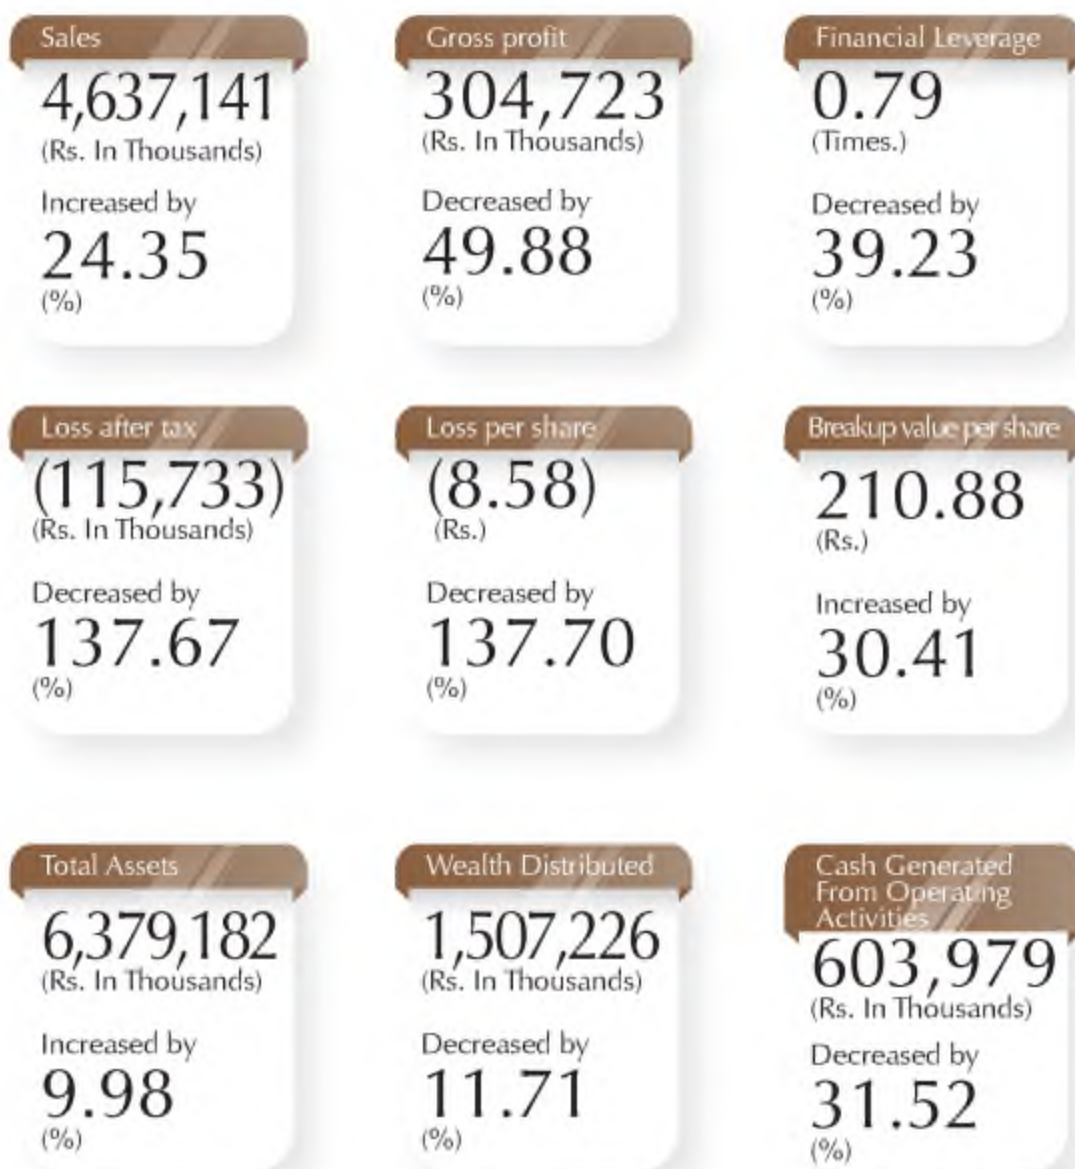 Sales
4,637,141
(Rs. In Thousands)
Increased by
24.35
(%)
Gross profit
304,723
(Rs. In Thousands)
Decreased by
49.88
(%)
Financial Leverage
0.79
(Times.)
Decreased by
39.23
(%)
Loss after tax
(115,733)
(Rs. In Thousands)
Decreased by
137.67
(%)
Loss per share
(8.58)
(Rs.)
Decreased by
137.70
(%)
Breakup value per share
210.88
(Rs.)
Increased by
30.41
(%)
Total Assets
6,379,182
(Rs. In Thousands)
Increased by
9.98
(%)
Wealth Distributed
1,507,226
(Rs. In Thousands)
Decreased by
11.71
(%)
Cash Generated
From Operating
Activities
603,979
(Rs. In Thousands)
Decreased by
31.52
(%)